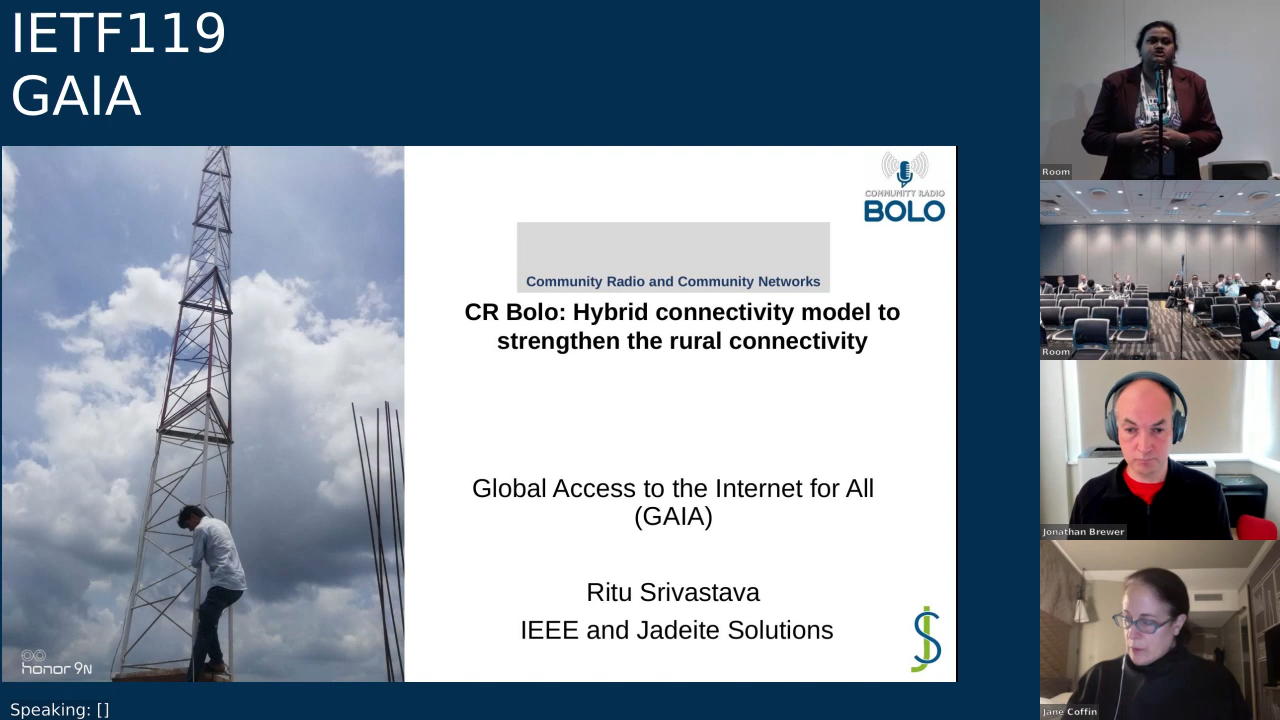 IETF119
GAIA
COMMUNITY RADIO
BOLO
Community Radio and Community Networks
CR Bolo: Hybrid connectivity model to
strengthen the rural connectivity
Global Access to the Internet for All
(GAIA)
Ritu Srivastava
IEEE and Jadeite Solutions
honor 9N
Speaking: []
Room
Room
Jonathan Brewer
Jane Coffin